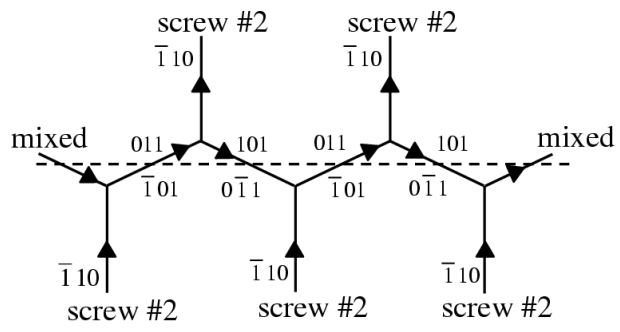 screw #2 screw #2
1̅10 1̅10
mixed 011 101 011 101 mixed
1̅01 01̅1 1̅01 01̅1
1̅10 1̅10 1̅10
screw #2 screw #2 screw #2